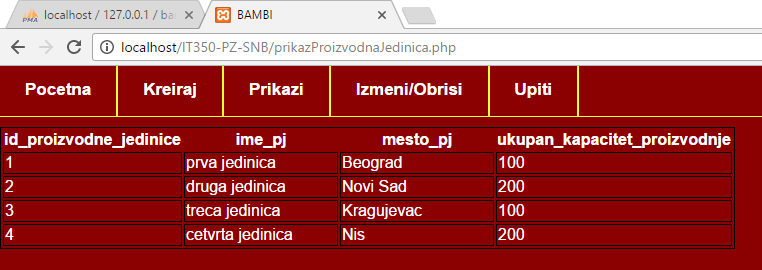 PMA localhost / 127.0.0.1 / ba BAMBI
localhost/IT350-PZ-SNB/prikazProizvodnaJedinica.php
Pocetna Kreiraj Prikazi Izmeni/Obrisi Upiti
id_proizvodne_jedinice ime_pj mesto_pj ukupan_kapacitet_proizvodnje
1 prva jedinica Beograd 100
2 druga jedinica Novi Sad 200
3 treca jedinica Kragujevac 100
4 cetvrta jedinica Nis 200